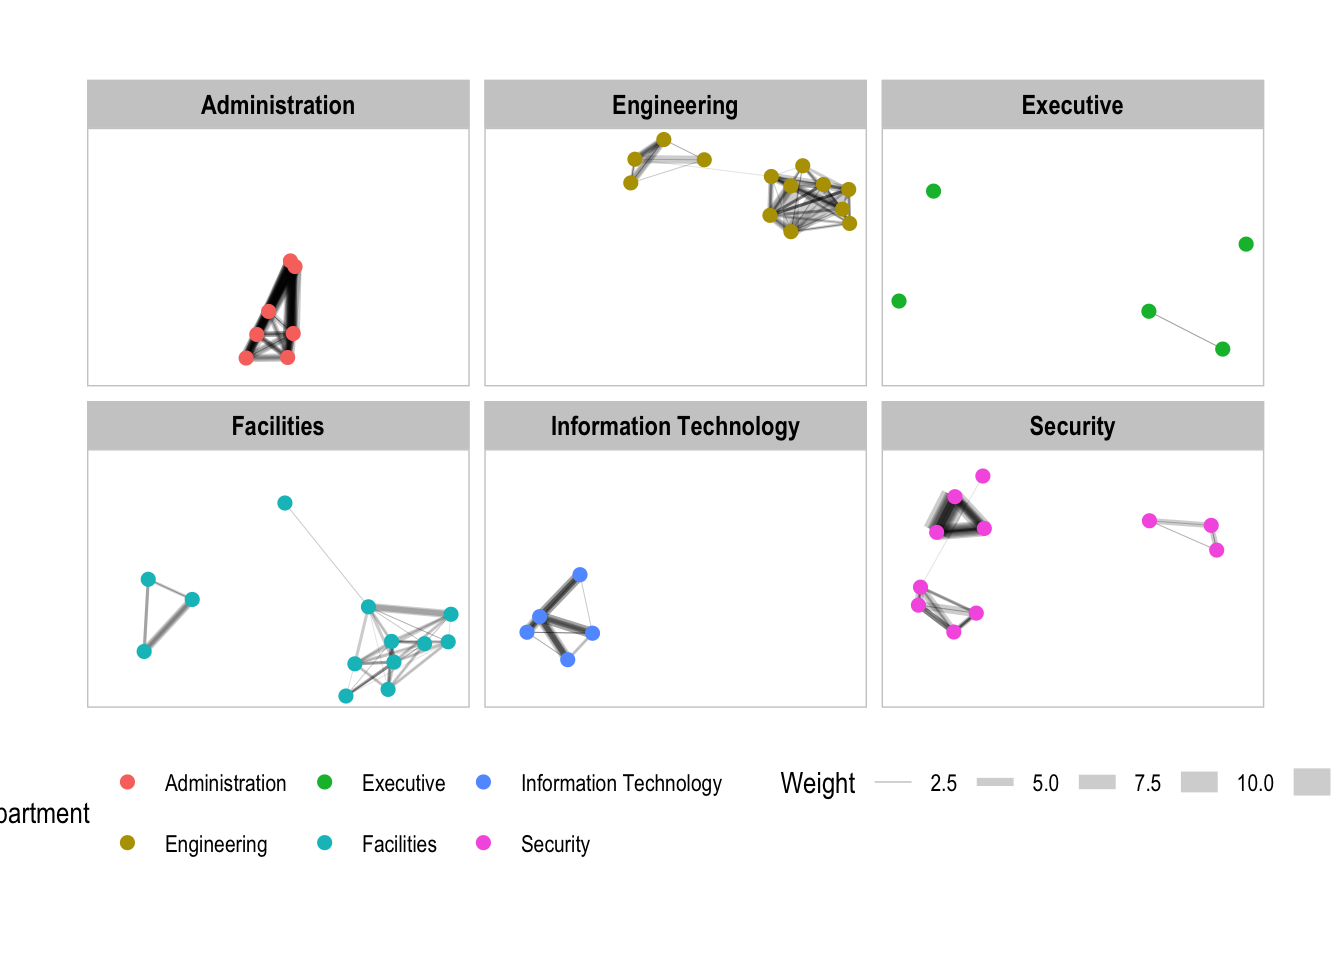 Administration
Engineering
Executive
Facilities
Information Technology
Security
partment
Administration
Executive
Information Technology
Engineering
Facilities
Security
Weight
2.5
5.0
7.5
10.0